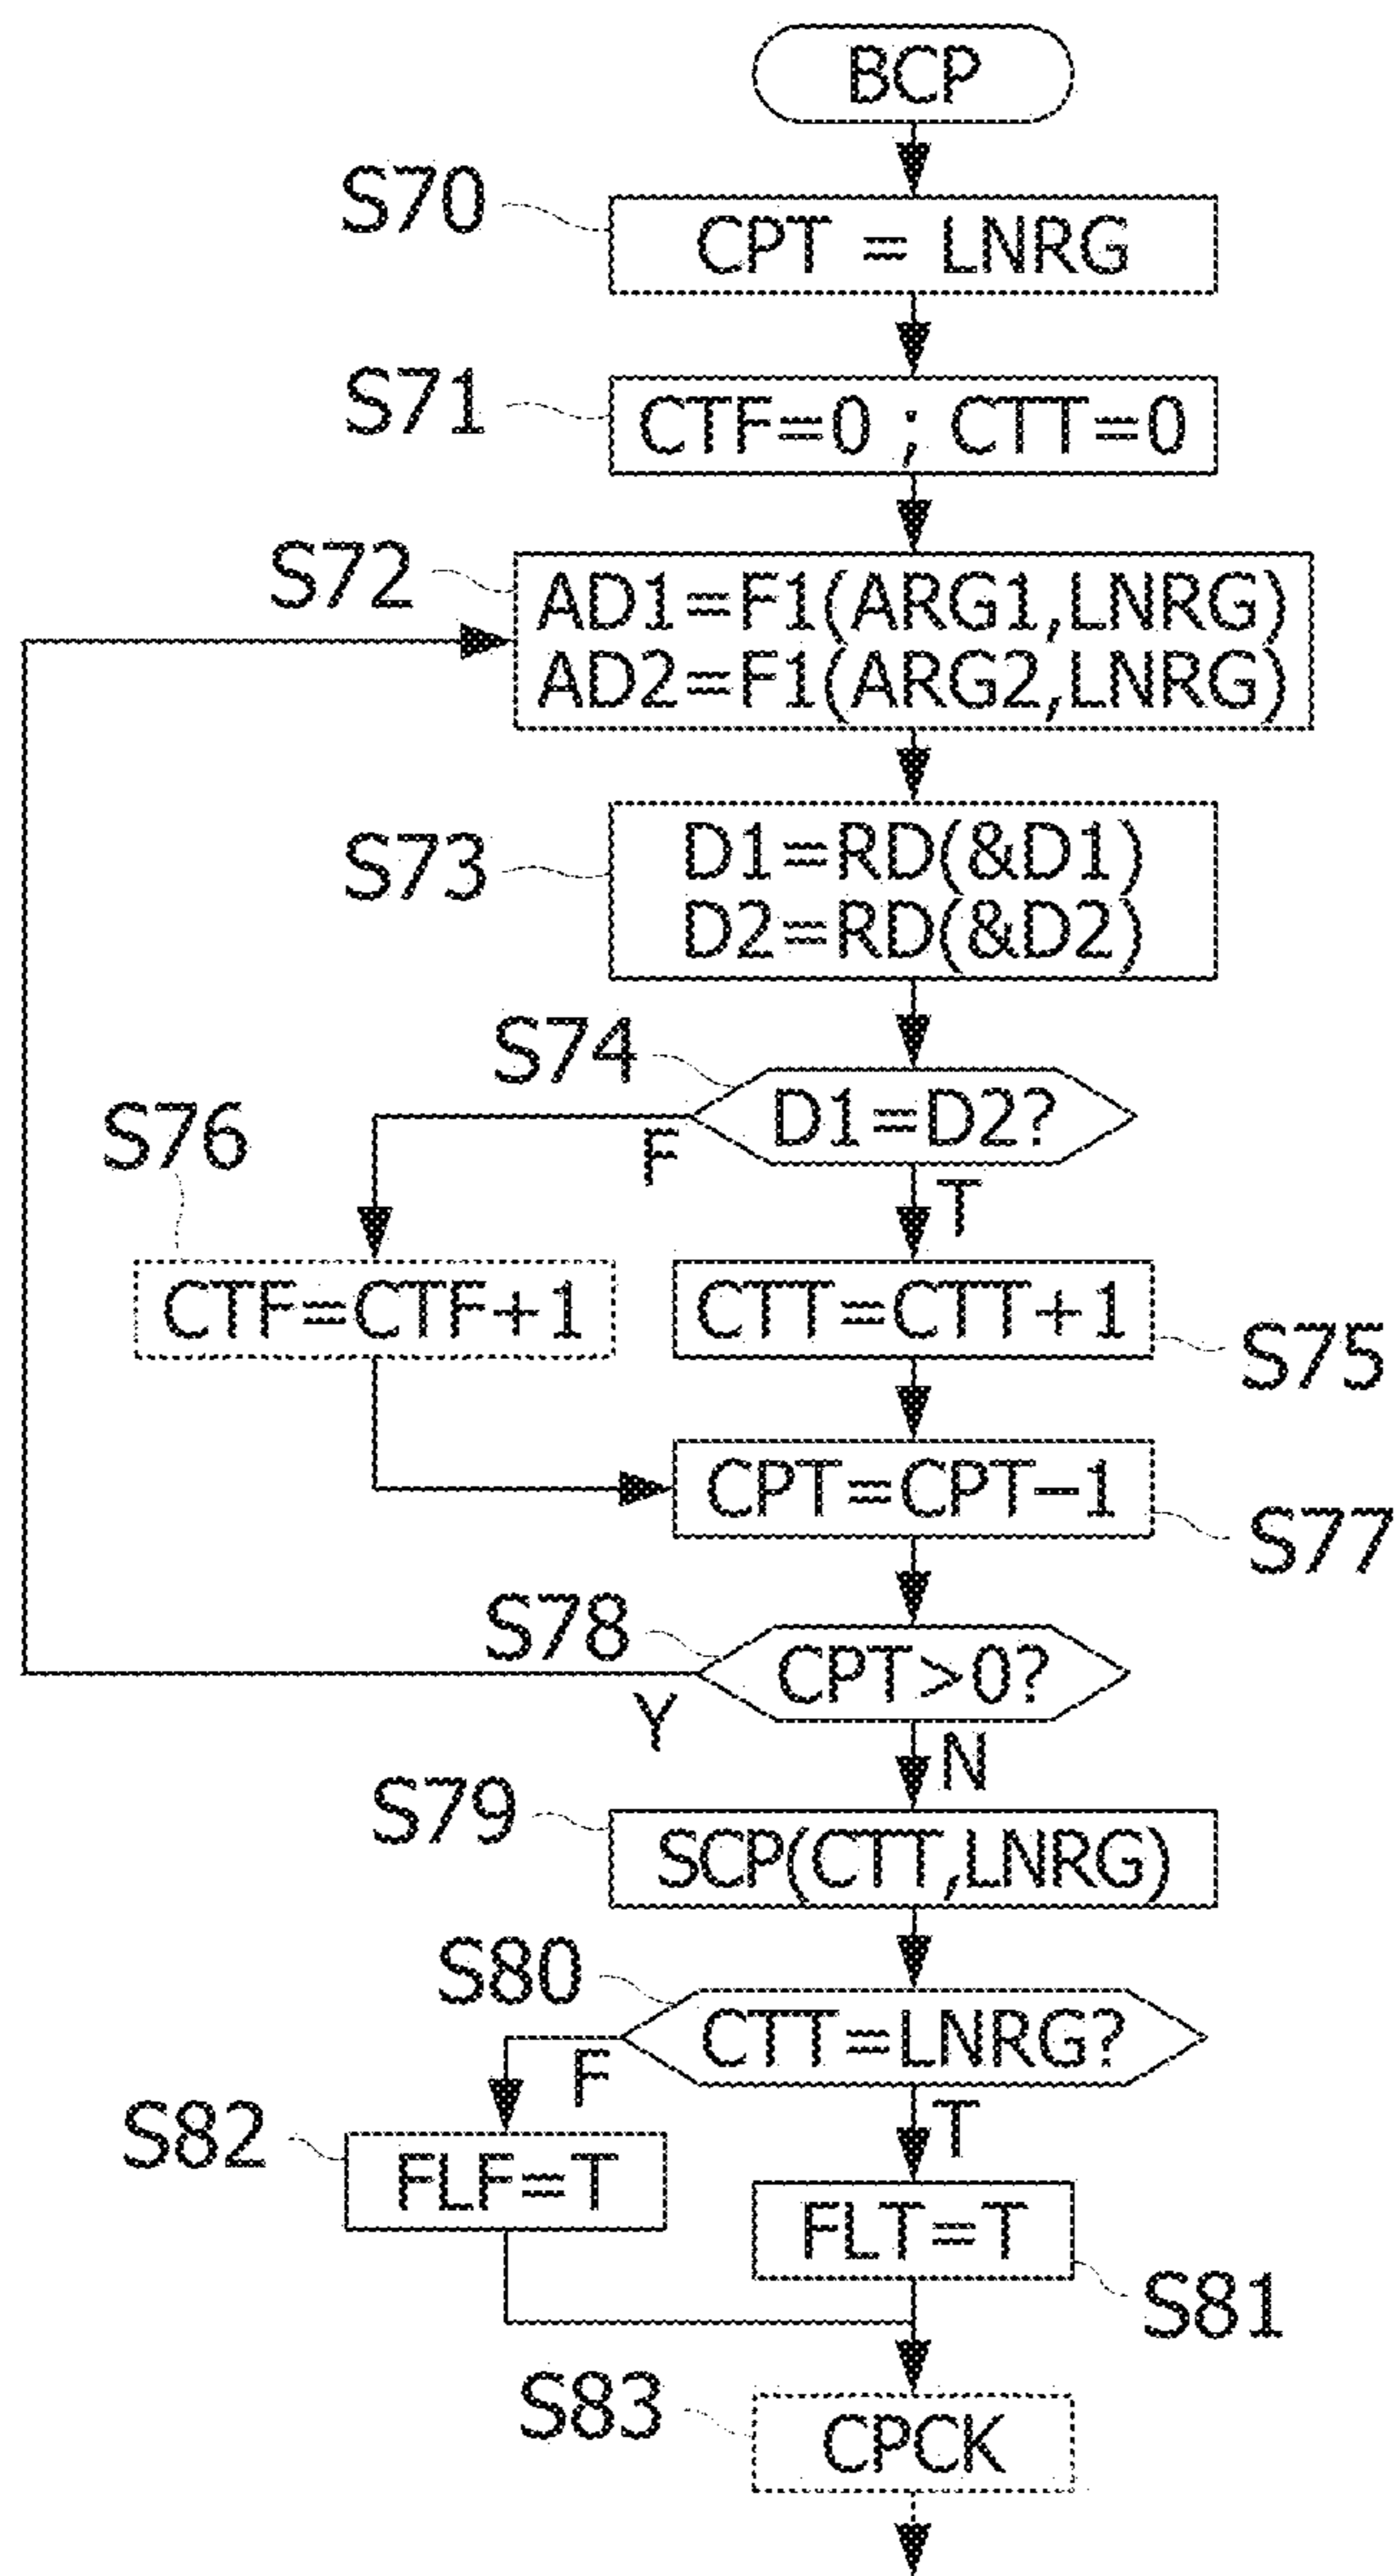 BCP
S70
CPT = LNRG
S71
CTF=0 ; CTT=0
S72
AD1=F1(ARG1,LNRG)
AD2=F1(ARG2,LNRG)
S73
D1=RD(&D1)
D2=RD(&D2)
S74
D1=D2?
F
T
S76
CTF=CTF+1
CTT=CTT+1
S75
CPT=CPT−1
S77
S78
CPT>0?
Y
N
S79
SCP(CTT,LNRG)
S80
CTT=LNRG?
F
T
S82
FLF=T
FLT=T
S81
S83
CPCK